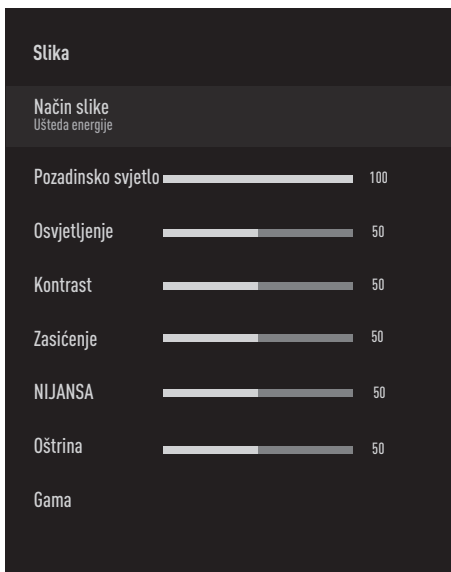 Slika
Način slike
Ušteda energije
Pozadinsko svjetlo 100
Osvjetljenje 50
Kontrast 50
Zasićenje 50
NIJANSA 50
Oštrina 50
Gama